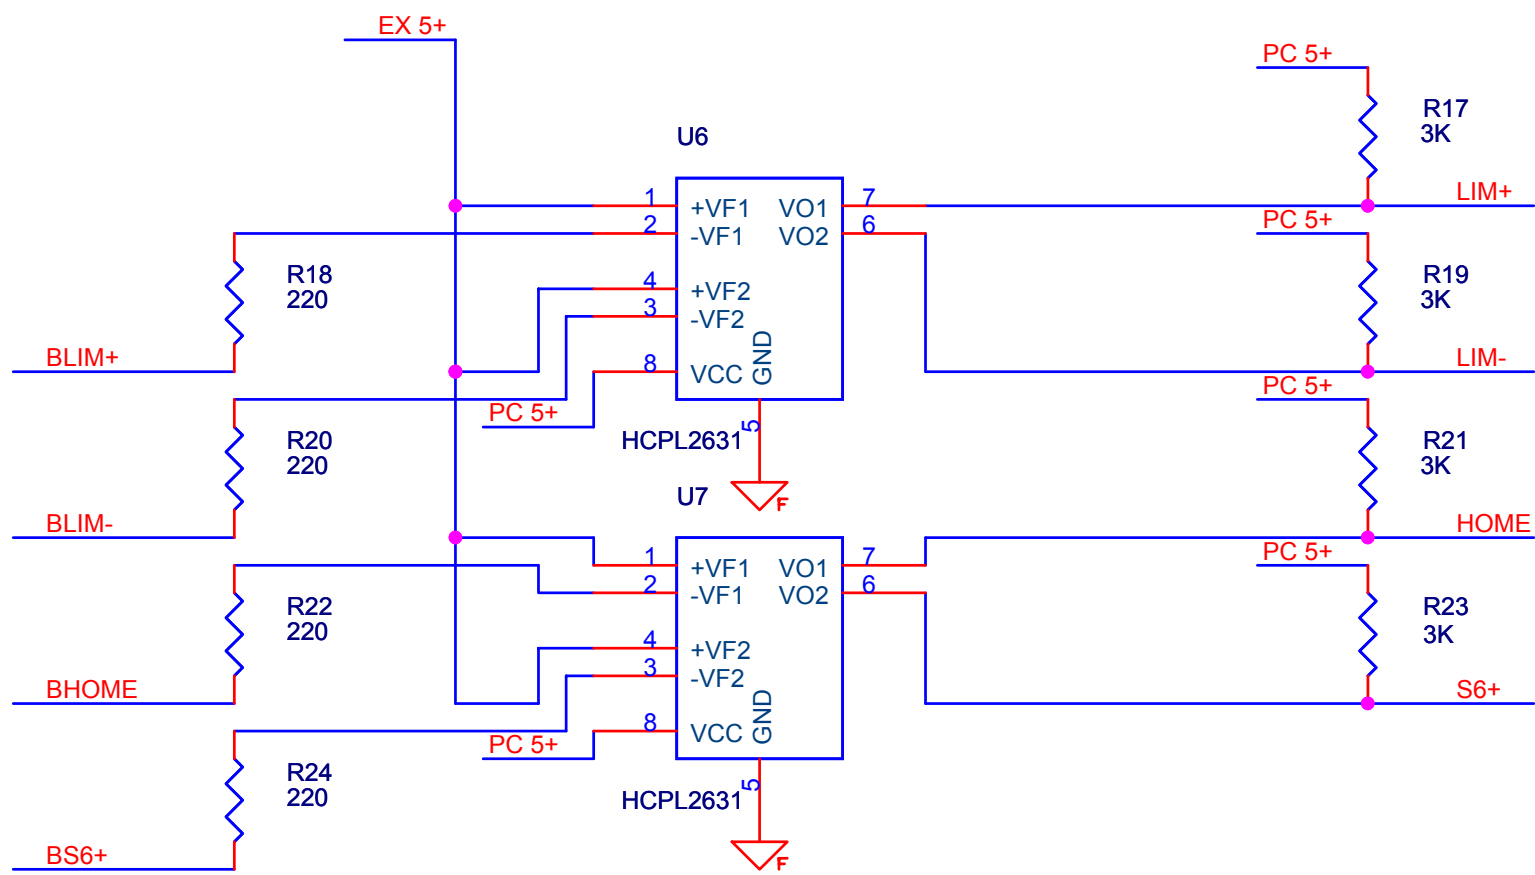 EX 5+
PC 5+
R17
3K
U6
1 +VF1 VO1 7
LIM+
2 -VF1 VO2 6
PC 5+
R18
220
4 +VF2
3 -VF2
R19
3K
BLIM+
8 VCC GND
LIM-
PC 5+
PC 5+
R20
220
HCPL2631
5
R21
3K
U7
F
BLIM-
HOME
1 +VF1 VO1 7
PC 5+
2 -VF1 VO2 6
R22
220
R23
3K
4 +VF2
3 -VF2
BHOME
S6+
8 VCC GND
PC 5+
R24
220
HCPL2631
5
BS6+
F